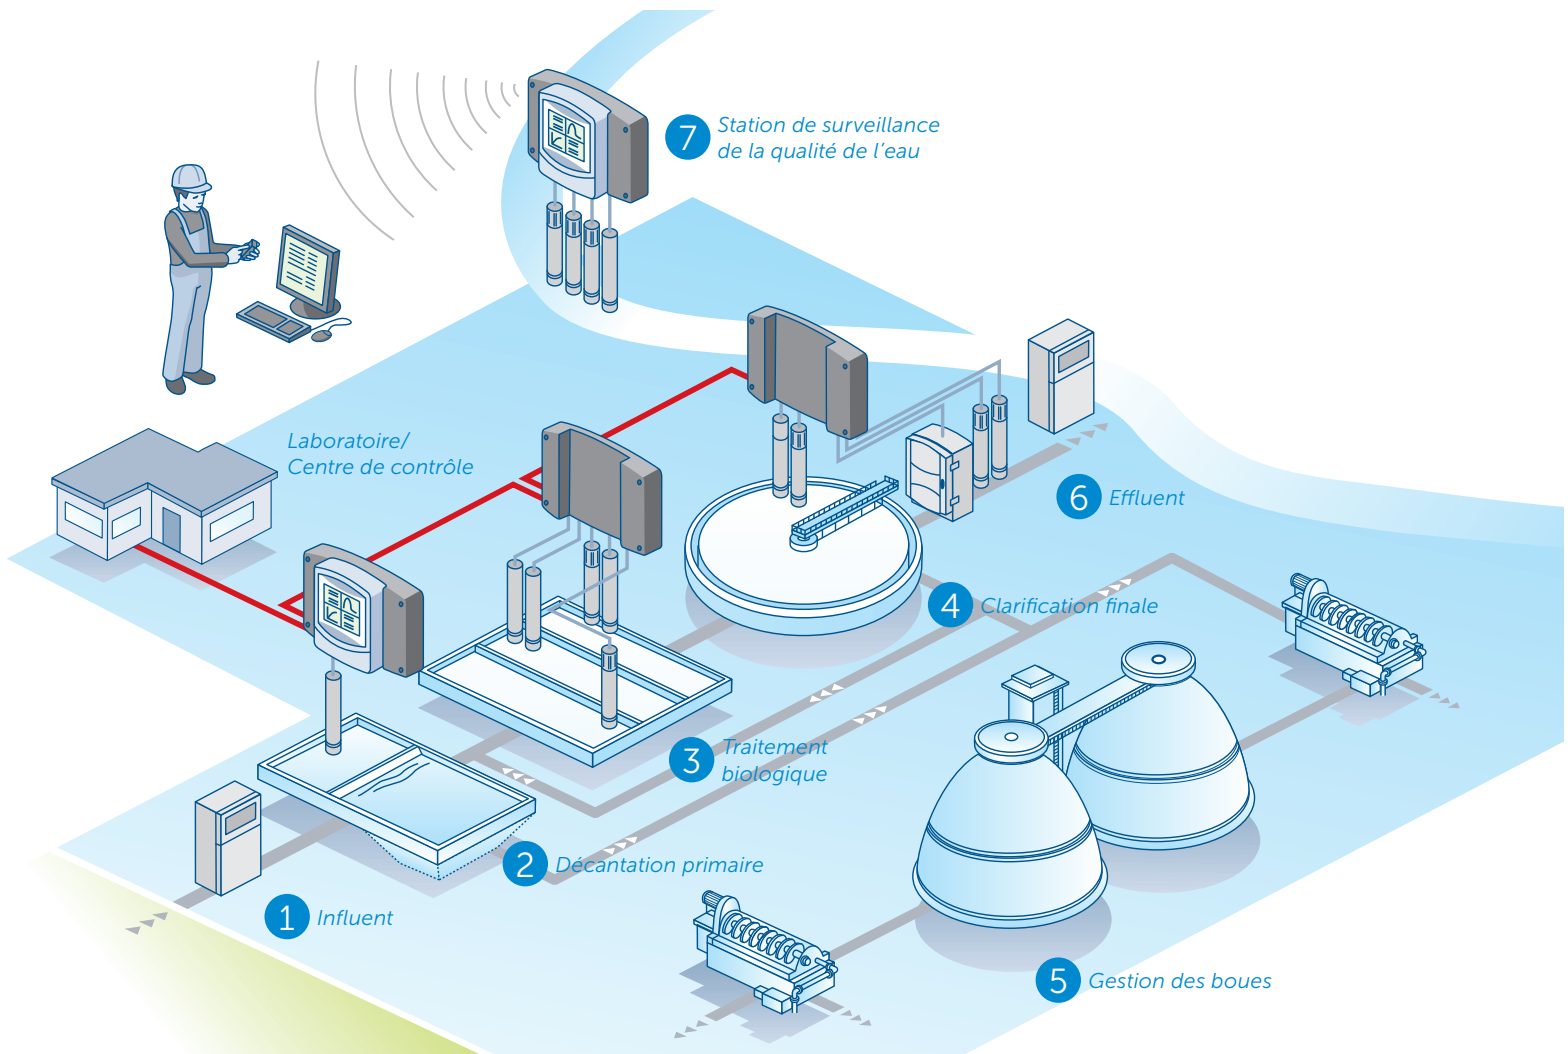 7
Station de surveillance
de la qualité de l'eau
Laboratoire/
Centre de contrôle
6
Effluent
4
Clarification finale
3
Traitement
biologique
2
Décantation primaire
1
Influent
5
Gestion des boues